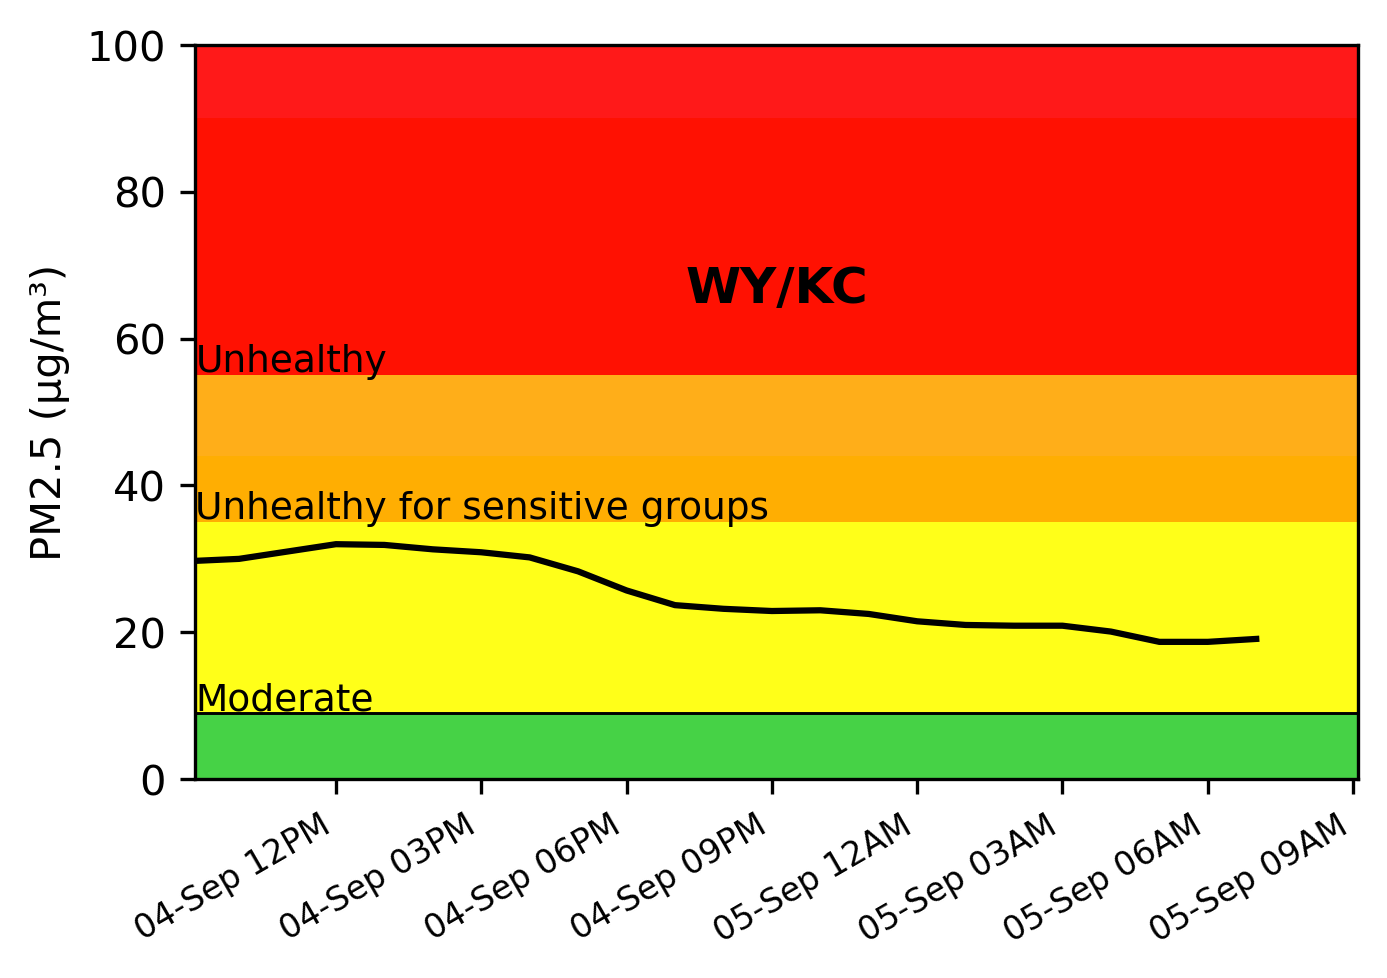 100
80
60
40
20
0
PM2.5 (µg/m³)
WY/KC
Unhealthy
Unhealthy for sensitive groups
Moderate
04-Sep 12PM
04-Sep 03PM
04-Sep 06PM
04-Sep 09PM
05-Sep 12AM
05-Sep 03AM
05-Sep 06AM
05-Sep 09AM